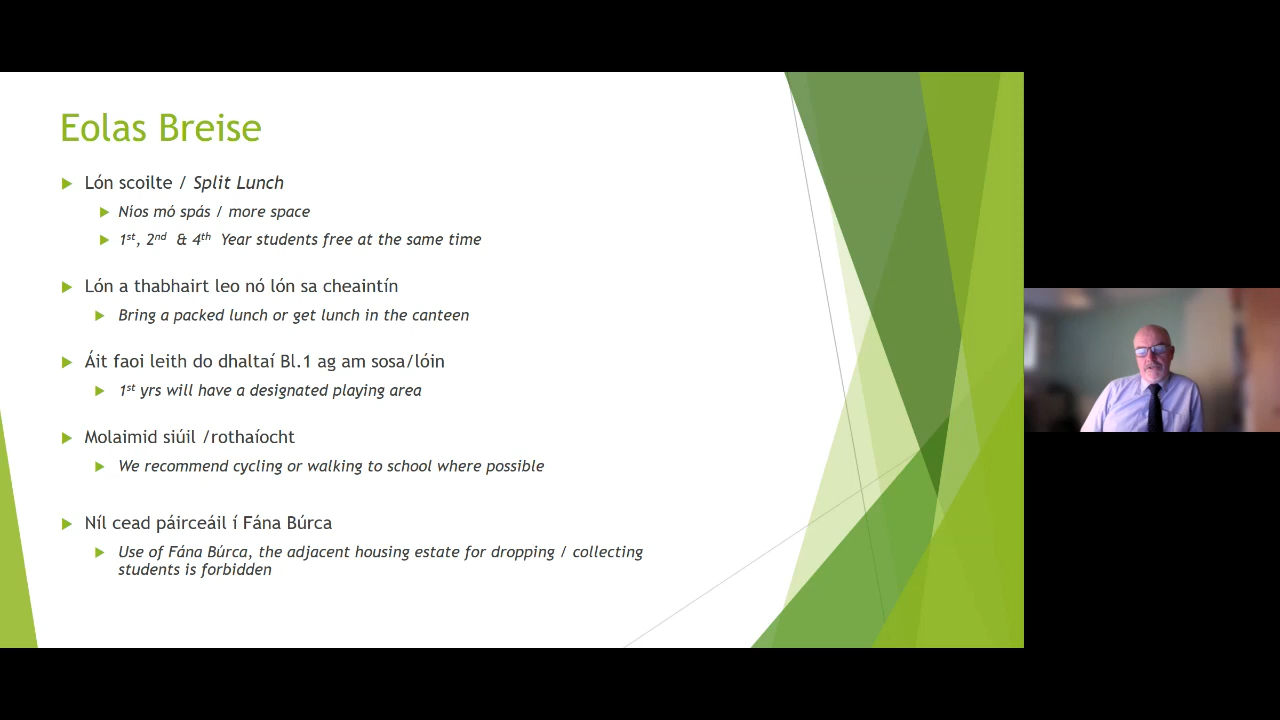 Eolas Breise
Lón scoilte / Split Lunch
Níos mó spás / more space
1st, 2nd & 4th Year students free at the same time
Lón a thabhairt leo nó lón sa cheaintín
Bring a packed lunch or get lunch in the canteen
Áit faoi leith do dhaltaí Bl.1 ag am sosa/lóin
1st yrs will have a designated playing area
Molaimid siúil /rothaíocht
We recommend cycling or walking to school where possible
Níl cead páirceáil í Fána Búrca
Use of Fána Búrca, the adjacent housing estate for dropping / collecting
students is forbidden